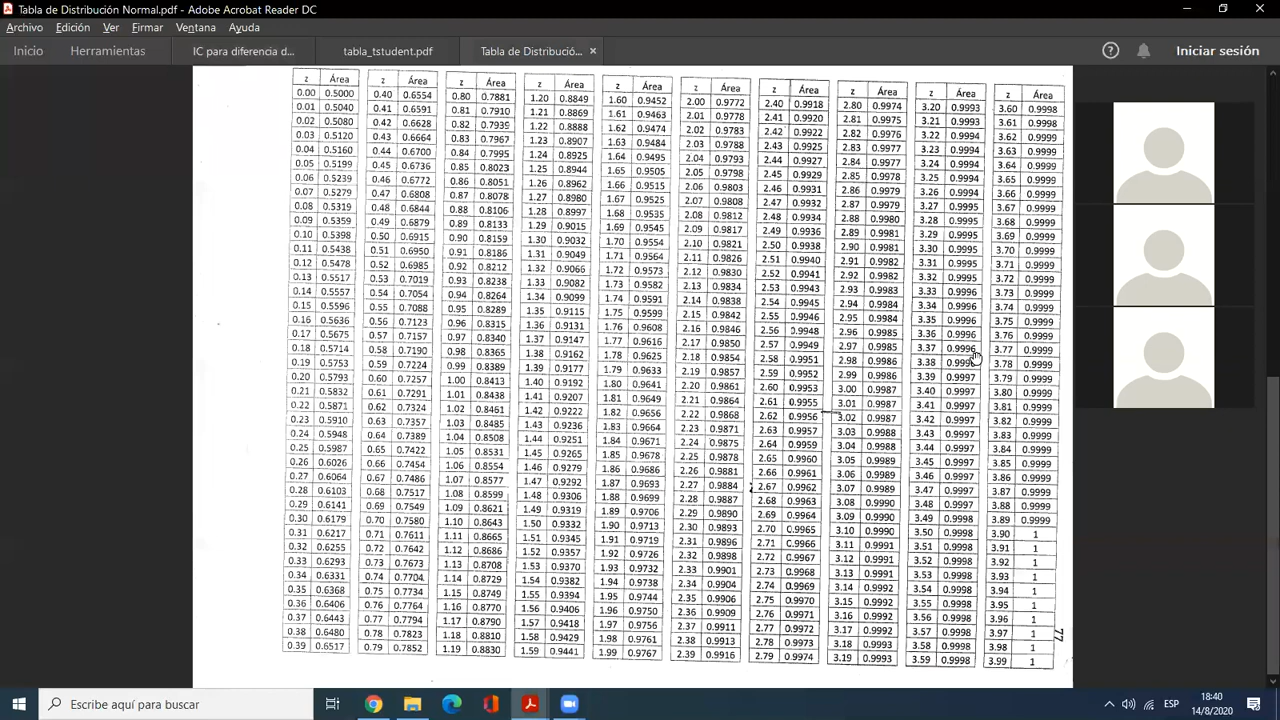 Tabla de Distribución Normal.pdf - Adobe Acrobat Reader DC
Archivo Edición Ver Firmar Ventana Ayuda
Inicio Herramientas IC para diferencia d... tabla_tstudent.pdf Tabla de Distribució... × Iniciar sesión
z Área z Área z Área z Área z Área z Área z Área z Área z Área z Área
0.00 0.5000 0.40 0.6554 0.80 0.7881 1.20 0.8849 1.60 0.9452 2.00 0.9772 2.40 0.9918 2.80 0.9974 3.20 0.9993 3.60 0.9998
0.01 0.5040 0.41 0.6591 0.81 0.7910 1.21 0.8869 1.61 0.9463 2.01 0.9778 2.41 0.9920 2.81 0.9975 3.21 0.9993 3.61 0.9998
0.02 0.5080 0.42 0.6628 0.82 0.7939 1.22 0.8888 1.62 0.9474 2.02 0.9783 2.42 0.9922 2.82 0.9976 3.22 0.9994 3.62 0.9999
0.03 0.5120 0.43 0.6664 0.83 0.7967 1.23 0.8907 1.63 0.9484 2.03 0.9788 2.43 0.9925 2.83 0.9977 3.23 0.9994 3.63 0.9999
0.04 0.5160 0.44 0.6700 0.84 0.7995 1.24 0.8925 1.64 0.9495 2.04 0.9793 2.44 0.9927 2.84 0.9977 3.24 0.9994 3.64 0.9999
0.05 0.5199 0.45 0.6736 0.85 0.8023 1.25 0.8944 1.65 0.9505 2.05 0.9798 2.45 0.9929 2.85 0.9978 3.25 0.9994 3.65 0.9999
0.06 0.5239 0.46 0.6772 0.86 0.8051 1.26 0.8962 1.66 0.9515 2.06 0.9803 2.46 0.9931 2.86 0.9979 3.26 0.9994 3.66 0.9999
0.07 0.5279 0.47 0.6808 0.87 0.8078 1.27 0.8980 1.67 0.9525 2.07 0.9808 2.47 0.9932 2.87 0.9979 3.27 0.9995 3.67 0.9999
0.08 0.5319 0.48 0.6844 0.88 0.8106 1.28 0.8997 1.68 0.9535 2.08 0.9812 2.48 0.9934 2.88 0.9980 3.28 0.9995 3.68 0.9999
0.09 0.5359 0.49 0.6879 0.89 0.8133 1.29 0.9015 1.69 0.9545 2.09 0.9817 2.49 0.9936 2.89 0.9981 3.29 0.9995 3.69 0.9999
0.10 0.5398 0.50 0.6915 0.90 0.8159 1.30 0.9032 1.70 0.9554 2.10 0.9821 2.50 0.9938 2.90 0.9981 3.30 0.9995 3.70 0.9999
0.11 0.5438 0.51 0.6950 0.91 0.8186 1.31 0.9049 1.71 0.9564 2.11 0.9826 2.51 0.9940 2.91 0.9982 3.31 0.9995 3.71 0.9999
0.12 0.5478 0.52 0.6985 0.92 0.8212 1.32 0.9066 1.72 0.9573 2.12 0.9830 2.52 0.9941 2.92 0.9982 3.32 0.9995 3.72 0.9999
0.13 0.5517 0.53 0.7019 0.93 0.8238 1.33 0.9082 1.73 0.9582 2.13 0.9834 2.53 0.9943 2.93 0.9983 3.33 0.9996 3.73 0.9999
0.14 0.5557 0.54 0.7054 0.94 0.8264 1.34 0.9099 1.74 0.9591 2.14 0.9838 2.54 0.9945 2.94 0.9984 3.34 0.9996 3.74 0.9999
0.15 0.5596 0.55 0.7088 0.95 0.8289 1.35 0.9115 1.75 0.9599 2.15 0.9842 2.55 0.9946 2.95 0.9984 3.35 0.9996 3.75 0.9999
0.16 0.5636 0.56 0.7123 0.96 0.8315 1.36 0.9131 1.76 0.9608 2.16 0.9846 2.56 0.9948 2.96 0.9985 3.36 0.9996 3.76 0.9999
0.17 0.5675 0.57 0.7157 0.97 0.8340 1.37 0.9147 1.77 0.9616 2.17 0.9850 2.57 0.9949 2.97 0.9985 3.37 0.9996 3.77 0.9999
0.18 0.5714 0.58 0.7190 0.98 0.8365 1.38 0.9162 1.78 0.9625 2.18 0.9854 2.58 0.9951 2.98 0.9986 3.38 0.9996 3.78 0.9999
0.19 0.5753 0.59 0.7224 0.99 0.8389 1.39 0.9177 1.79 0.9633 2.19 0.9857 2.59 0.9952 2.99 0.9986 3.39 0.9997 3.79 0.9999
0.20 0.5793 0.60 0.7257 1.00 0.8413 1.40 0.9192 1.80 0.9641 2.20 0.9861 2.60 0.9953 3.00 0.9987 3.40 0.9997 3.80 0.9999
0.21 0.5832 0.61 0.7291 1.01 0.8438 1.41 0.9207 1.81 0.9649 2.21 0.9864 2.61 0.9955 3.01 0.9987 3.41 0.9997 3.81 0.9999
0.22 0.5871 0.62 0.7324 1.02 0.8461 1.42 0.9222 1.82 0.9656 2.22 0.9868 2.62 0.9956 3.02 0.9987 3.42 0.9997 3.82 0.9999
0.23 0.5910 0.63 0.7357 1.03 0.8485 1.43 0.9236 1.83 0.9664 2.23 0.9871 2.63 0.9957 3.03 0.9988 3.43 0.9997 3.83 0.9999
0.24 0.5948 0.64 0.7389 1.04 0.8508 1.44 0.9251 1.84 0.9671 2.24 0.9875 2.64 0.9959 3.04 0.9988 3.44 0.9997 3.84 0.9999
0.25 0.5987 0.65 0.7422 1.05 0.8531 1.45 0.9265 1.85 0.9678 2.25 0.9878 2.65 0.9960 3.05 0.9989 3.45 0.9997 3.85 0.9999
0.26 0.6026 0.66 0.7454 1.06 0.8554 1.46 0.9279 1.86 0.9686 2.26 0.9881 2.66 0.9961 3.06 0.9989 3.46 0.9997 3.86 0.9999
0.27 0.6064 0.67 0.7486 1.07 0.8577 1.47 0.9292 1.87 0.9693 2.27 0.9884 2.67 0.9962 3.07 0.9989 3.47 0.9997 3.87 0.9999
0.28 0.6103 0.68 0.7517 1.08 0.8599 1.48 0.9306 1.88 0.9699 2.28 0.9887 2.68 0.9963 3.08 0.9990 3.48 0.9997 3.88 0.9999
0.29 0.6141 0.69 0.7549 1.09 0.8621 1.49 0.9319 1.89 0.9706 2.29 0.9890 2.69 0.9964 3.09 0.9990 3.49 0.9998 3.89 0.9999
0.30 0.6179 0.70 0.7580 1.10 0.8643 1.50 0.9332 1.90 0.9713 2.30 0.9893 2.70 0.9965 3.10 0.9990 3.50 0.9998 3.90 1
0.31 0.6217 0.71 0.7611 1.11 0.8665 1.51 0.9345 1.91 0.9719 2.31 0.9896 2.71 0.9966 3.11 0.9991 3.51 0.9998 3.91 1
0.32 0.6255 0.72 0.7642 1.12 0.8686 1.52 0.9357 1.92 0.9726 2.32 0.9898 2.72 0.9967 3.12 0.9991 3.52 0.9998 3.92 1
0.33 0.6293 0.73 0.7673 1.13 0.8708 1.53 0.9370 1.93 0.9732 2.33 0.9901 2.73 0.9968 3.13 0.9991 3.53 0.9998 3.93 1
0.34 0.6331 0.74 0.7704 1.14 0.8729 1.54 0.9382 1.94 0.9738 2.34 0.9904 2.74 0.9969 3.14 0.9992 3.54 0.9998 3.94 1
0.35 0.6368 0.75 0.7734 1.15 0.8749 1.55 0.9394 1.95 0.9744 2.35 0.9906 2.75 0.9970 3.15 0.9992 3.55 0.9998 3.95 1
0.36 0.6406 0.76 0.7764 1.16 0.8770 1.56 0.9406 1.96 0.9750 2.36 0.9909 2.76 0.9971 3.16 0.9992 3.56 0.9998 3.96 1
0.37 0.6443 0.77 0.7794 1.17 0.8790 1.57 0.9418 1.97 0.9756 2.37 0.9911 2.77 0.9972 3.17 0.9992 3.57 0.9998 3.97 1
0.38 0.6480 0.78 0.7823 1.18 0.8810 1.58 0.9429 1.98 0.9761 2.38 0.9913 2.78 0.9973 3.18 0.9993 3.58 0.9998 3.98 1
0.39 0.6517 0.79 0.7852 1.19 0.8830 1.59 0.9441 1.99 0.9767 2.39 0.9916 2.79 0.9974 3.19 0.9993 3.59 0.9998 3.99 1
77
Escribe aquí para buscar
ESP
18:40
14/8/2020